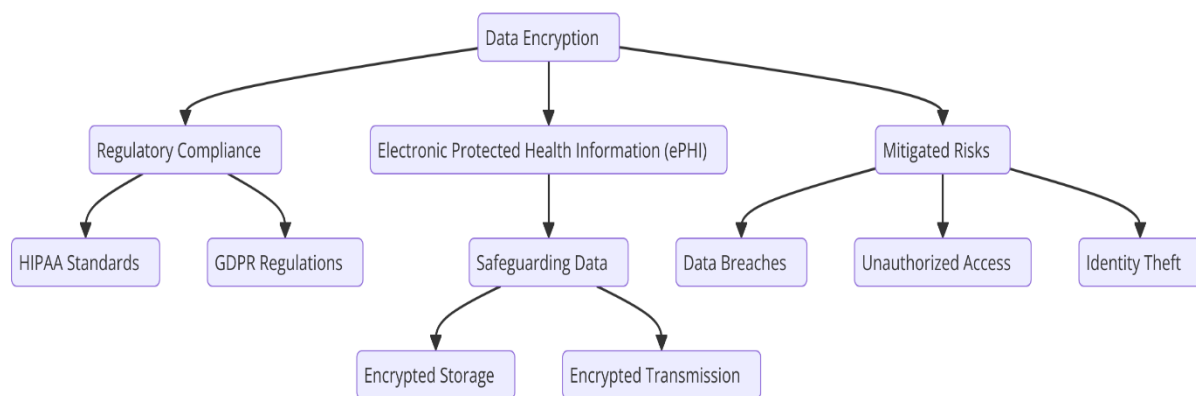 Data Encryption
Regulatory Compliance
Electronic Protected Health Information (ePHI)
Mitigated Risks
HIPAA Standards
GDPR Regulations
Safeguarding Data
Data Breaches
Unauthorized Access
Identity Theft
Encrypted Storage
Encrypted Transmission